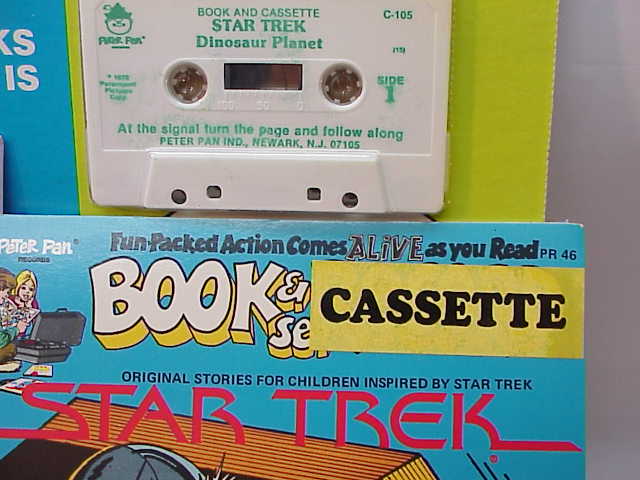 KS
IS
Peter Pan
BOOK AND CASSETTE
STAR TREK
Dinosaur Planet
C-105
SIDE
1
100 50 0
At the signal turn the page and follow along
PETER PAN IND., NEWARK, N.J. 07105
Peter Pan
RECORDS
Fun-Packed Action Comes ALIVE as you Read PR 46
BOOK &
Set
CASSETTE
ORIGINAL STORIES FOR CHILDREN INSPIRED BY STAR TREK
STAR TREK